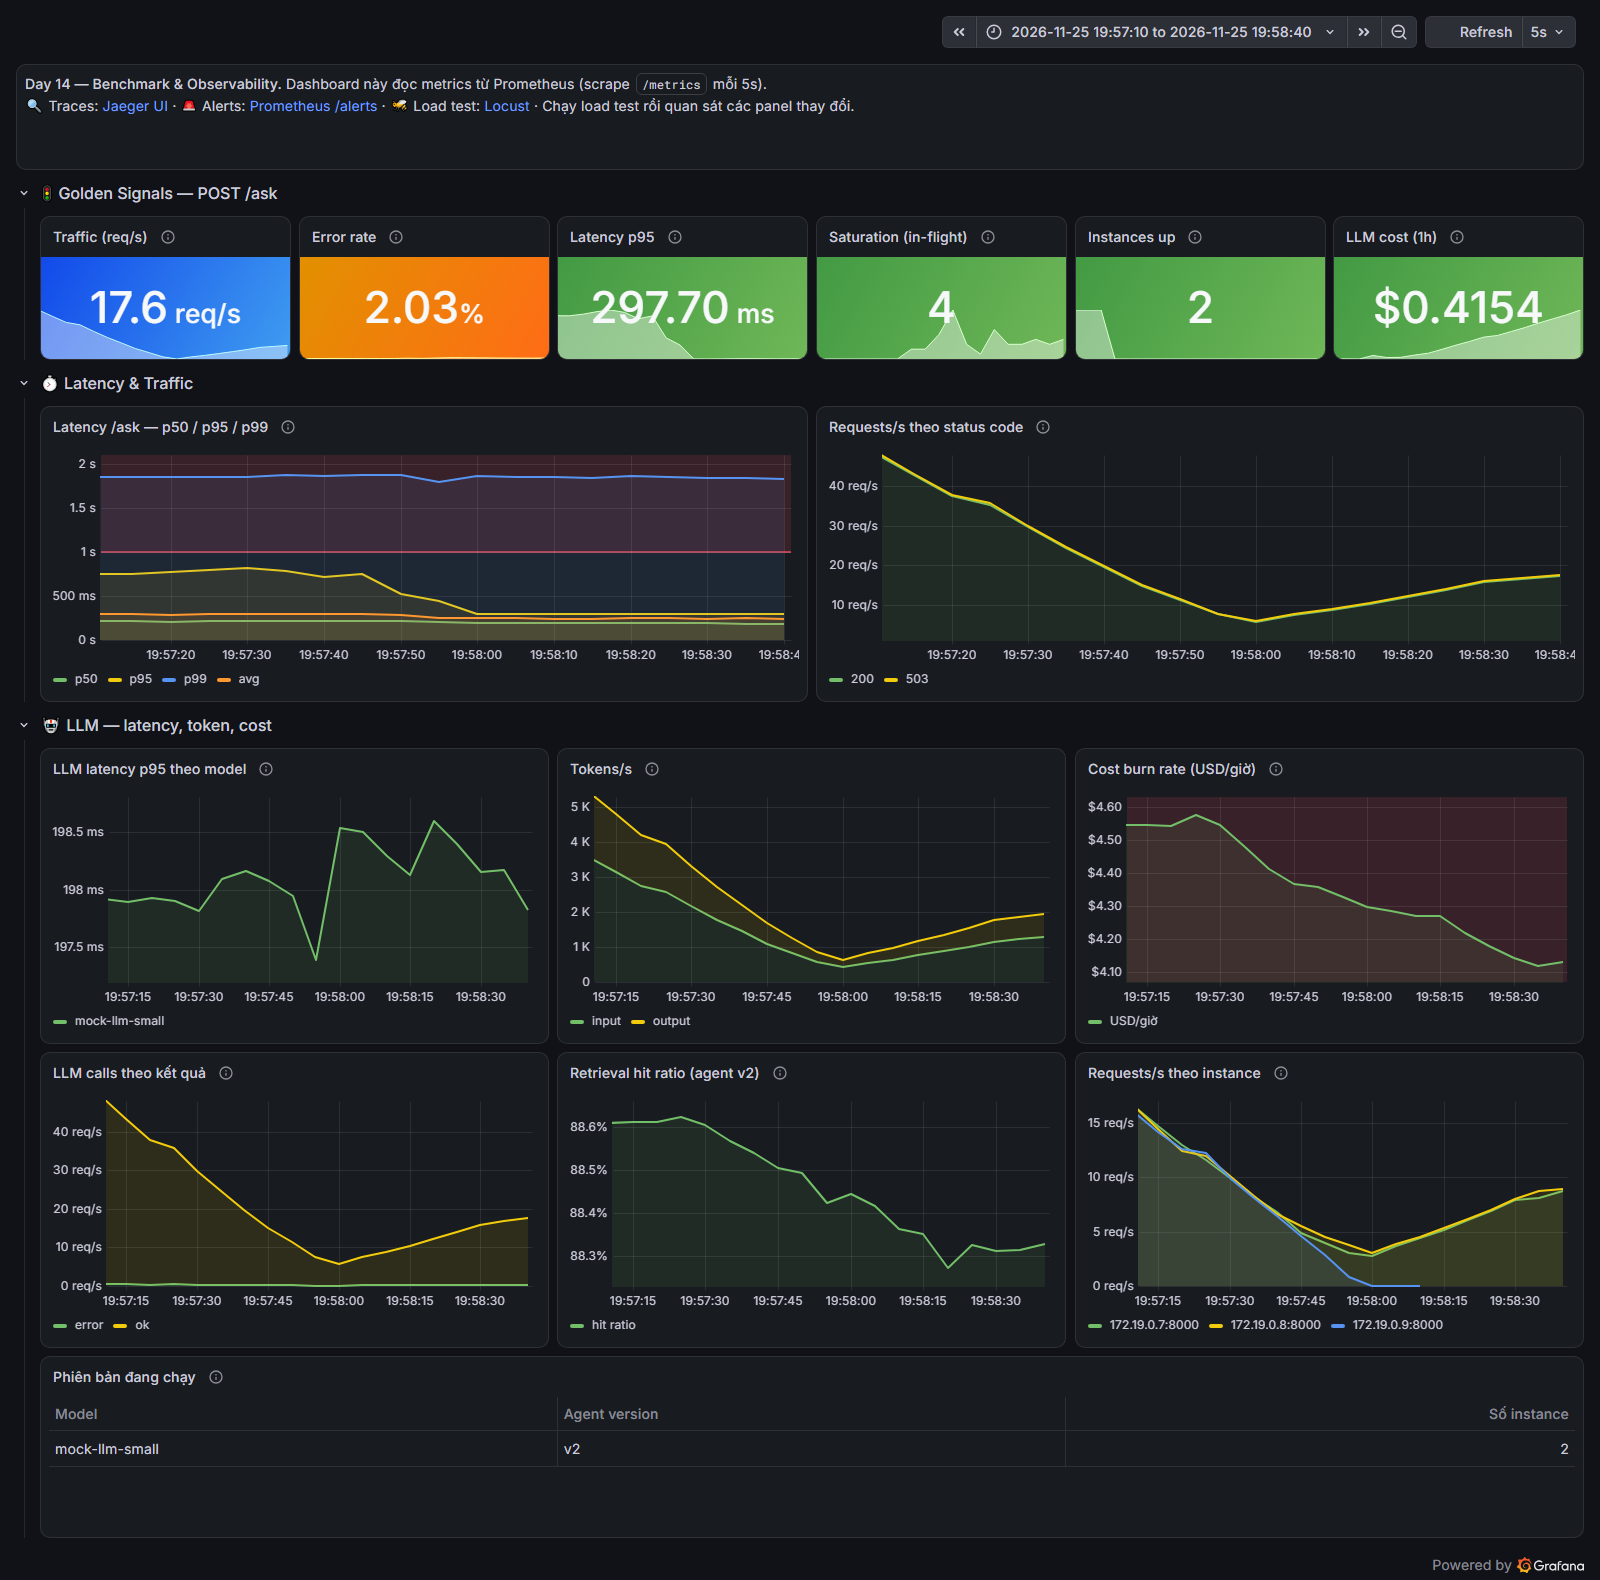 2026-11-25 19:57:10 to 2026-11-25 19:58:40
Refresh
5s
Day 14 — Benchmark & Observability. Dashboard này đọc metrics từ Prometheus (scrape /metrics mỗi 5s).
🔍 Traces: Jaeger UI · 🚨 Alerts: Prometheus /alerts · 🐝 Load test: Locust · Chạy load test rồi quan sát các panel thay đổi.
🚦 Golden Signals — POST /ask
Traffic (req/s)
17.6 req/s
Error rate
2.03%
Latency p95
297.70 ms
Saturation (in-flight)
4
Instances up
2
LLM cost (1h)
$0.4154
⏱️ Latency & Traffic
Latency /ask — p50 / p95 / p99
2 s
1.5 s
1 s
500 ms
0 s
19:57:20 19:57:30 19:57:40 19:57:50 19:58:00 19:58:10 19:58:20 19:58:30 19:58:4
p50 p95 p99 avg
Requests/s theo status code
40 req/s
30 req/s
20 req/s
10 req/s
19:57:20 19:57:30 19:57:40 19:57:50 19:58:00 19:58:10 19:58:20 19:58:30 19:58:4
200 503
🤖 LLM — latency, token, cost
LLM latency p95 theo model
198.5 ms
198 ms
197.5 ms
19:57:15 19:57:30 19:57:45 19:58:00 19:58:15 19:58:30
mock-llm-small
Tokens/s
5 K
4 K
3 K
2 K
1 K
0
19:57:15 19:57:30 19:57:45 19:58:00 19:58:15 19:58:30
input output
Cost burn rate (USD/giờ)
$4.60
$4.50
$4.40
$4.30
$4.20
$4.10
19:57:15 19:57:30 19:57:45 19:58:00 19:58:15 19:58:30
USD/giờ
LLM calls theo kết quả
40 req/s
30 req/s
20 req/s
10 req/s
0 req/s
19:57:15 19:57:30 19:57:45 19:58:00 19:58:15 19:58:30
error ok
Retrieval hit ratio (agent v2)
88.6%
88.5%
88.4%
88.3%
19:57:15 19:57:30 19:57:45 19:58:00 19:58:15 19:58:30
hit ratio
Requests/s theo instance
15 req/s
10 req/s
5 req/s
0 req/s
19:57:15 19:57:30 19:57:45 19:58:00 19:58:15 19:58:30
172.19.0.7:8000 172.19.0.8:8000 172.19.0.9:8000
Phiên bản đang chạy
Model Agent version Số instance
mock-llm-small v2 2
Powered by Grafana